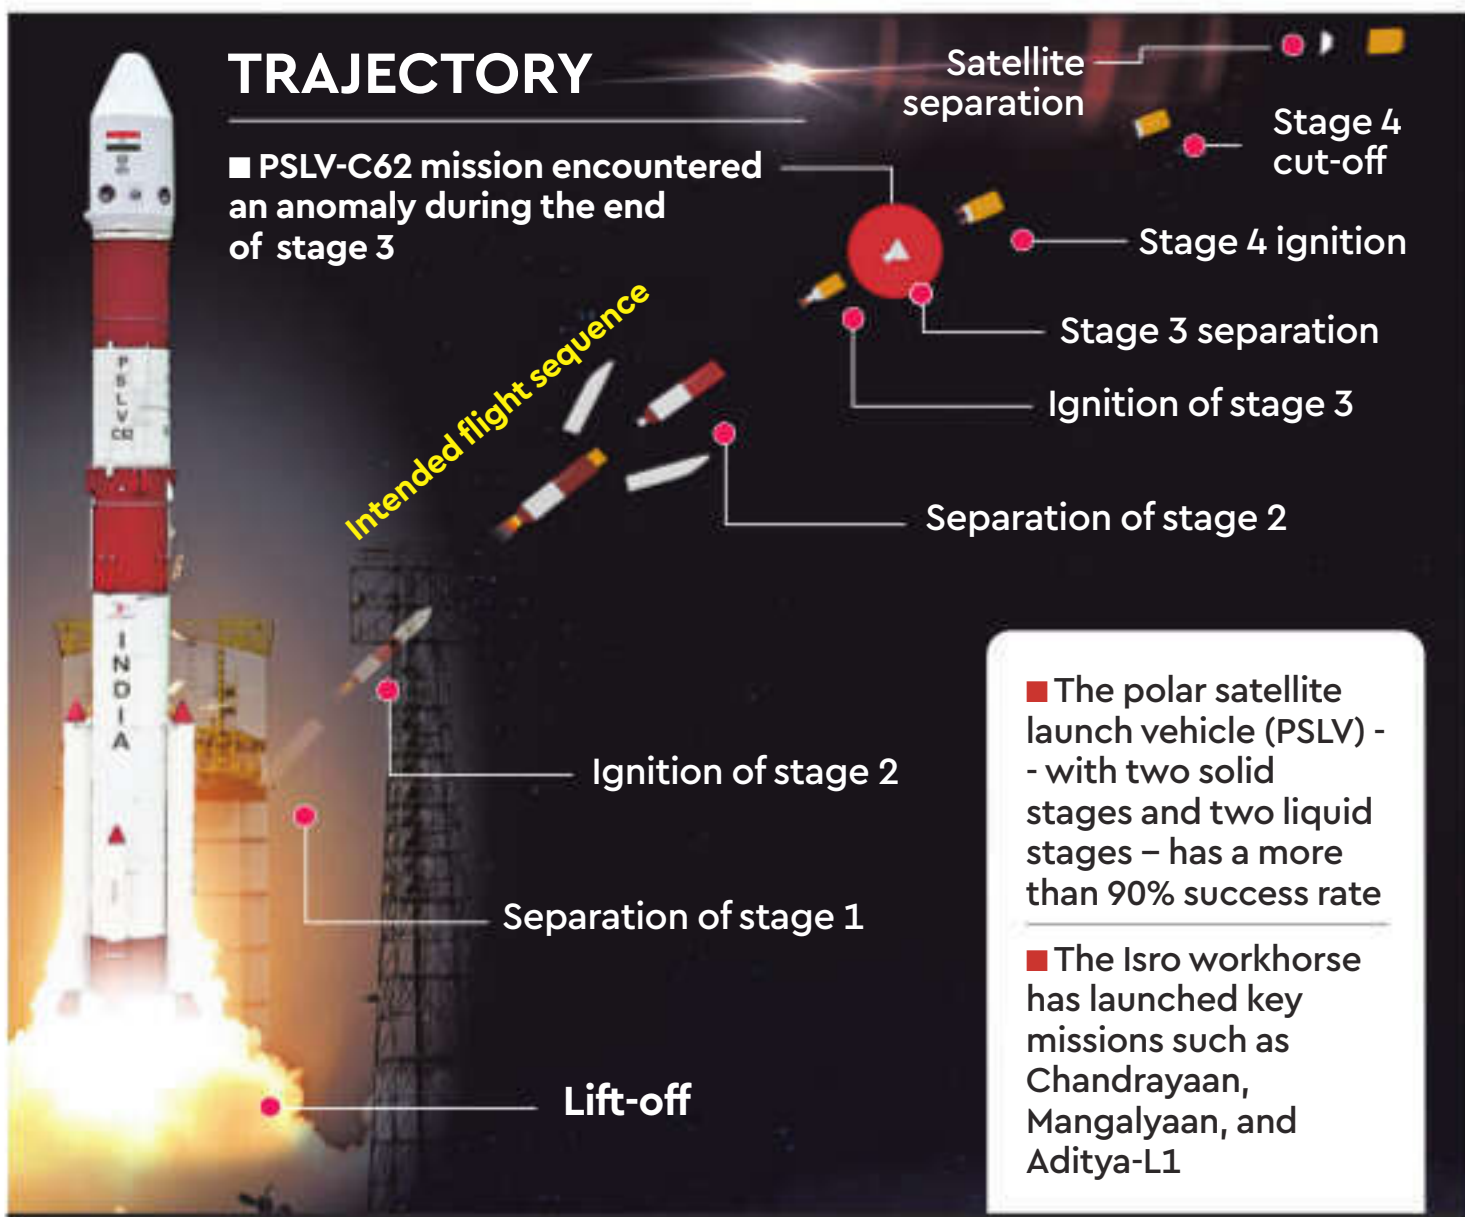 TRAJECTORY
■ PSLV-C62 mission encountered
an anomaly during the end
of stage 3
Satellite
separation
Stage 4
cut-off
Stage 4 ignition
Stage 3 separation
Ignition of stage 3
Intended flight sequence
Separation of stage 2
Ignition of stage 2
Separation of stage 1
Lift-off
P
S
L
V
C62
I
N
D
I
A
■ The polar satellite
launch vehicle (PSLV) -
- with two solid
stages and two liquid
stages – has a more
than 90% success rate
■ The Isro workhorse
has launched key
missions such as
Chandrayaan,
Mangalyaan, and
Aditya-L1